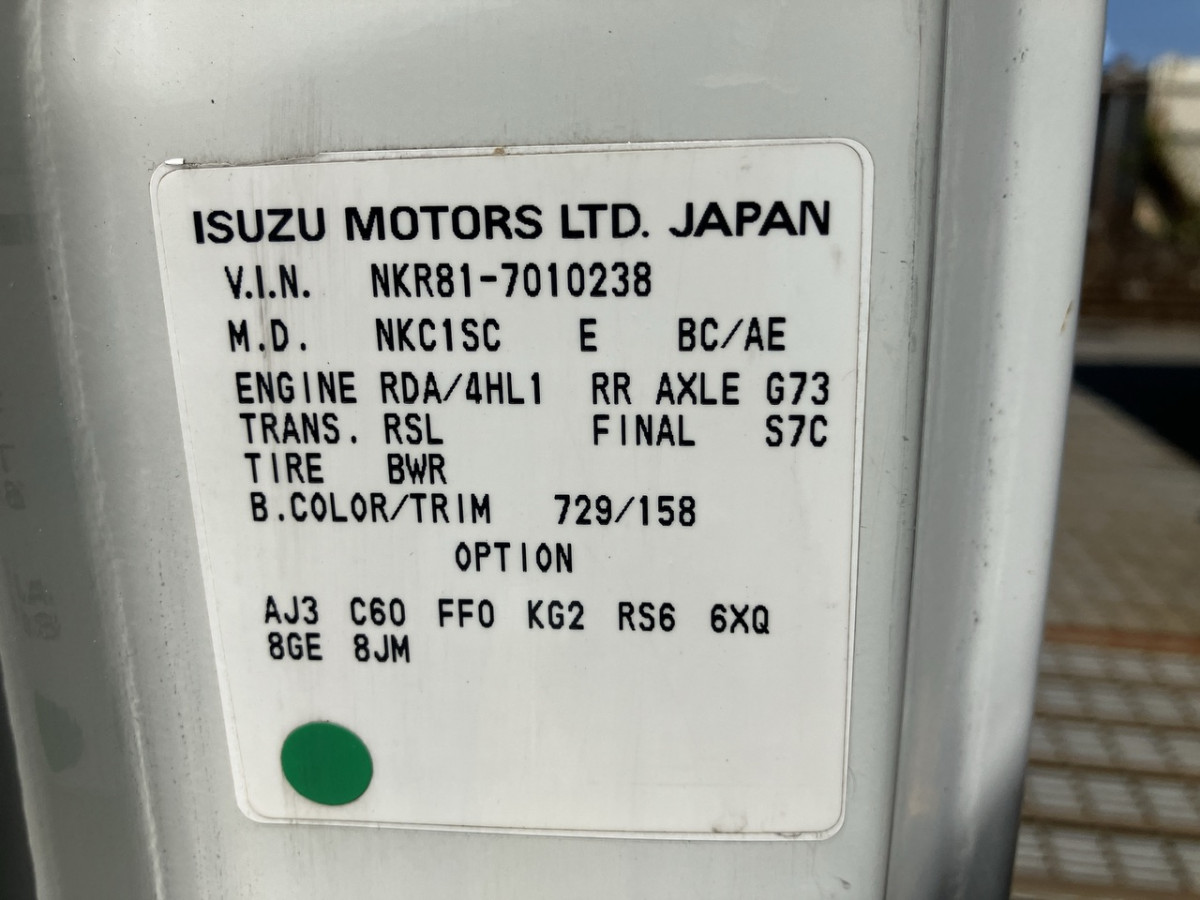 ISUZU MOTORS LTD. JAPAN
V.I.N. NKR81-7010238
M.D. NKC1SC E BC/AE
ENGINE RDA/4HL1 RR AXLE G73
TRANS. RSL FINAL S7C
TIRE BWR
B.COLOR/TRIM 729/158
OPTION
AJ3 C60 FF0 KG2 RS6 6XQ
8GE 8JM